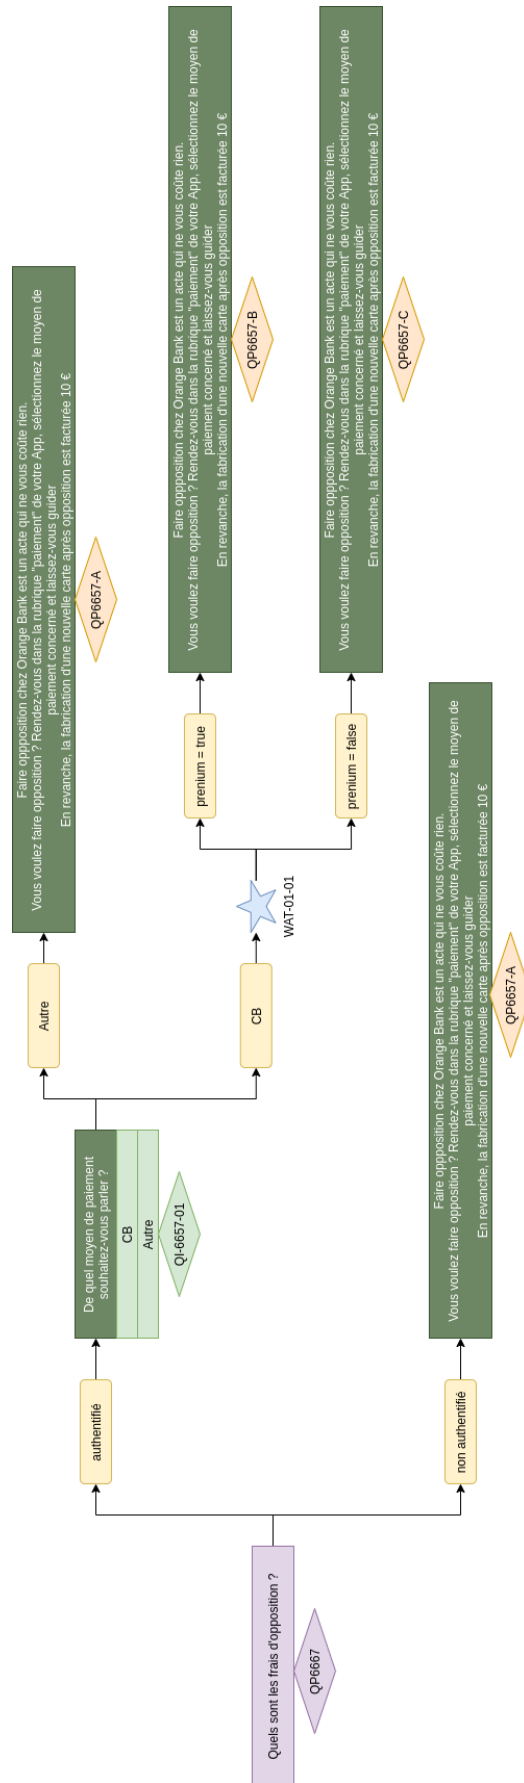 Quels sont les frais d'opposition ?
QP6667
authentifié
non authentifié
De quel moyen de paiement
souhaitez-vous parler ?
CB
Autre
QI-6657-01
Autre
CB
WAT-01-01
prenium = true
prenium = false
Faire oppposition chez Orange Bank est un acte qui ne vous coûte rien.
Vous voulez faire opposition ? Rendez-vous dans la rubrique "paiement" de votre App, sélectionnez le moyen de
paiement concerné et laissez-vous guider
En revanche, la fabrication d'une nouvelle carte après opposition est facturée 10 €
QP6657-A
Faire oppposition chez Orange Bank est un acte qui ne vous coûte rien.
Vous voulez faire opposition ? Rendez-vous dans la rubrique "paiement" de votre App, sélectionnez le moyen de
paiement concerné et laissez-vous guider
En revanche, la fabrication d'une nouvelle carte après opposition est facturée 10 €
QP6657-B
Faire oppposition chez Orange Bank est un acte qui ne vous coûte rien.
Vous voulez faire opposition ? Rendez-vous dans la rubrique "paiement" de votre App, sélectionnez le moyen de
paiement concerné et laissez-vous guider
En revanche, la fabrication d'une nouvelle carte après opposition est facturée 10 €
QP6657-C
Faire oppposition chez Orange Bank est un acte qui ne vous coûte rien.
Vous voulez faire opposition ? Rendez-vous dans la rubrique "paiement" de votre App, sélectionnez le moyen de
paiement concerné et laissez-vous guider
En revanche, la fabrication d'une nouvelle carte après opposition est facturée 10 €
QP6657-A